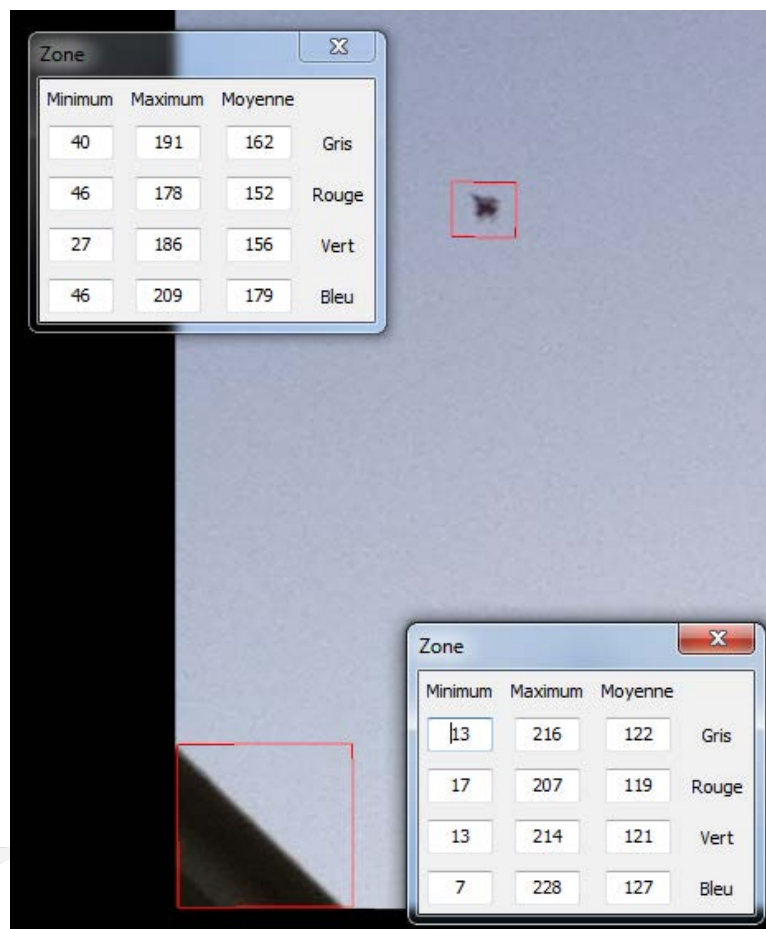 Zone
Minimum Maximum Moyenne
40 191 162 Gris
46 178 152 Rouge
27 186 156 Vert
46 209 179 Bleu
Zone
Minimum Maximum Moyenne
13 216 122 Gris
17 207 119 Rouge
13 214 121 Vert
7 228 127 Bleu